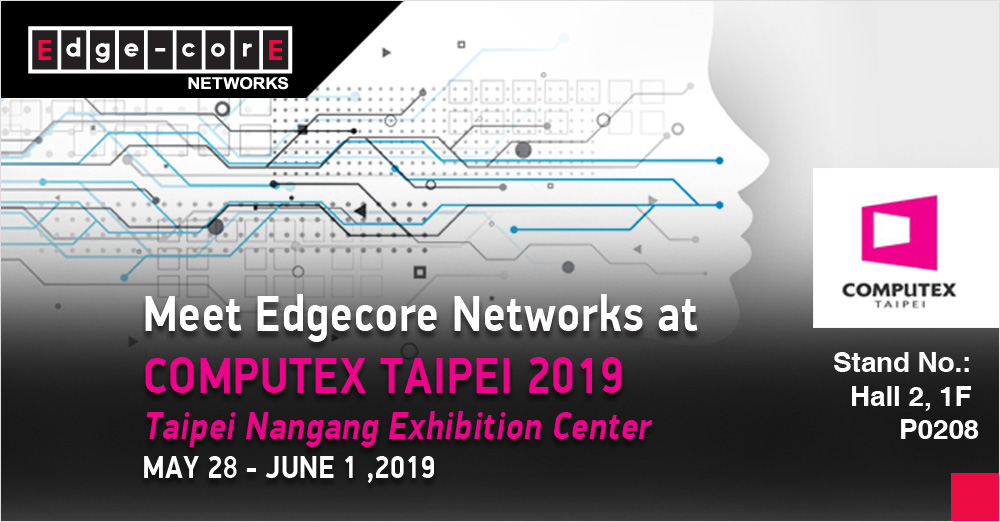 Edge-corE
NETWORKS
COMPUTEX
TAIPEI
Meet Edgecore Networks at
COMPUTEX TAIPEI 2019
Taipei Nangang Exhibition Center
MAY 28 - JUNE 1 ,2019
Stand No.:
Hall 2, 1F
P0208